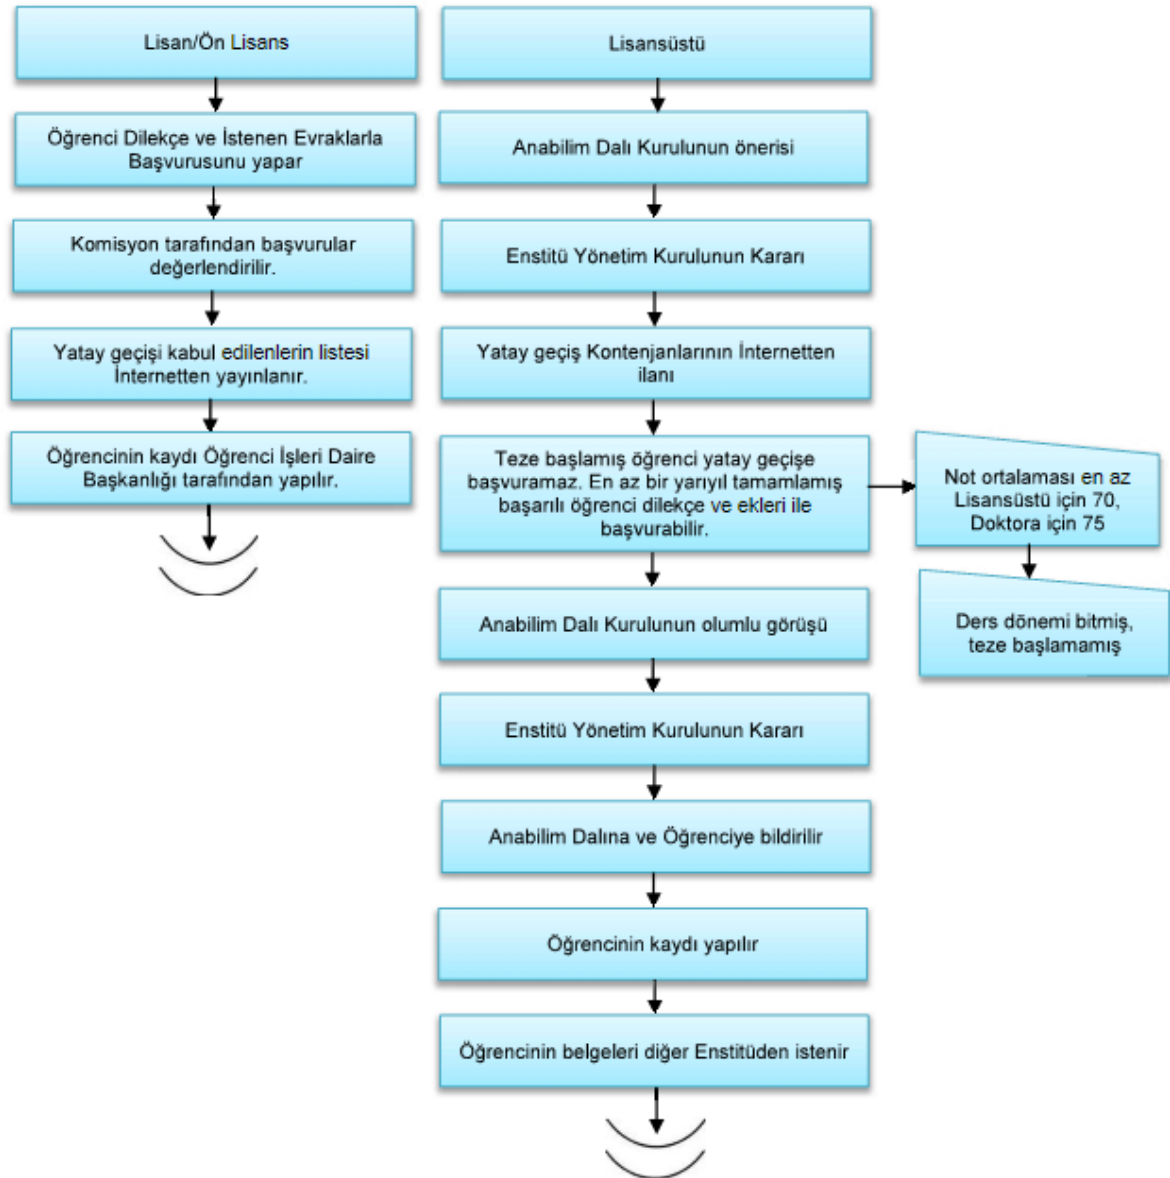 Lisan/Ön Lisans
Öğrenci Dilekçe ve İstenen Evraklarla
Başvurusunu yapar
Komisyon tarafından başvurular
değerlendirilir.
Yatay geçişi kabul edilenlerin listesi
İnternetten yayınlanır.
Öğrencinin kaydı Öğrenci İşleri Daire
Başkanlığı tarafından yapılır.
Lisansüstü
Anabilim Dalı Kurulunun önerisi
Enstitü Yönetim Kurulunun Kararı
Yatay geçiş Kontenjanlarının İnternetten
ilanı
Teze başlamış öğrenci yatay geçişe
başvuramaz. En az bir yarıyıl tamamlamış
başarılı öğrenci dilekçe ve ekleri ile
başvurabilir.
Not ortalaması en az
Lisansüstü için 70,
Doktora için 75
Ders dönemi bitmiş,
teze başlamamış
Anabilim Dalı Kurulunun olumlu görüşü
Enstitü Yönetim Kurulunun Kararı
Anabilim Dalına ve Öğrenciye bildirilir
Öğrencinin kaydı yapılır
Öğrencinin belgeleri diğer Enstitüden istenir